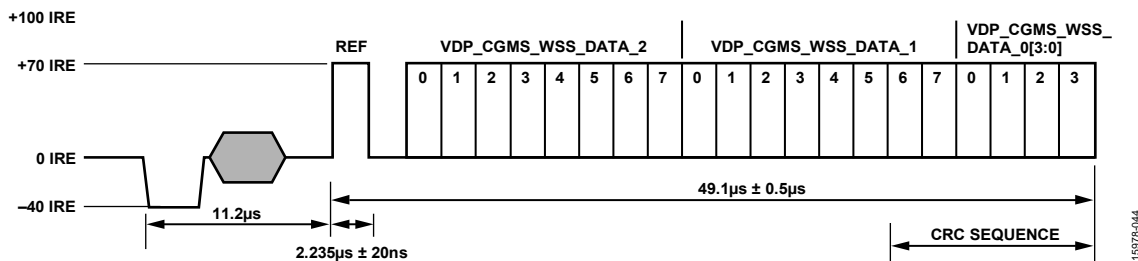 +100 IRE
REF
VDP_CGMS_WSS_DATA_2
VDP_CGMS_WSS_DATA_1
VDP_CGMS_WSS_
DATA_0[3:0]
+70 IRE
0 1 2 3 4 5 6 7 0 1 2 3 4 5 6 7 0 1 2 3
0 IRE
–40 IRE
49.1µs ± 0.5µs
11.2µs
2.235µs ± 20ns
CRC SEQUENCE
15978-044